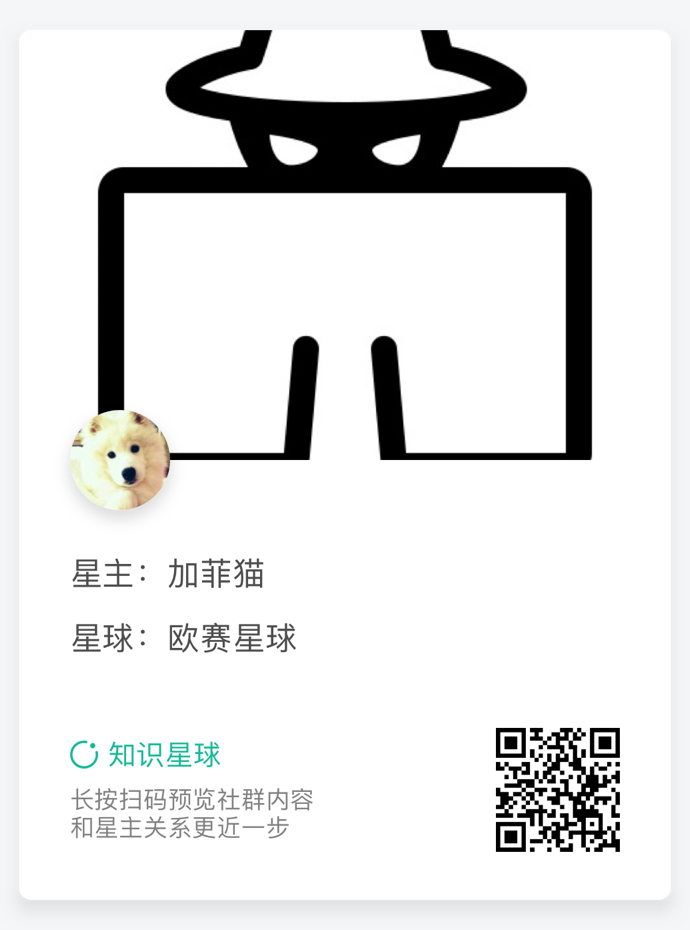 星主：加菲猫
星球：欧赛星球
知识星球
长按扫码预览社群内容
和星主关系更近一步